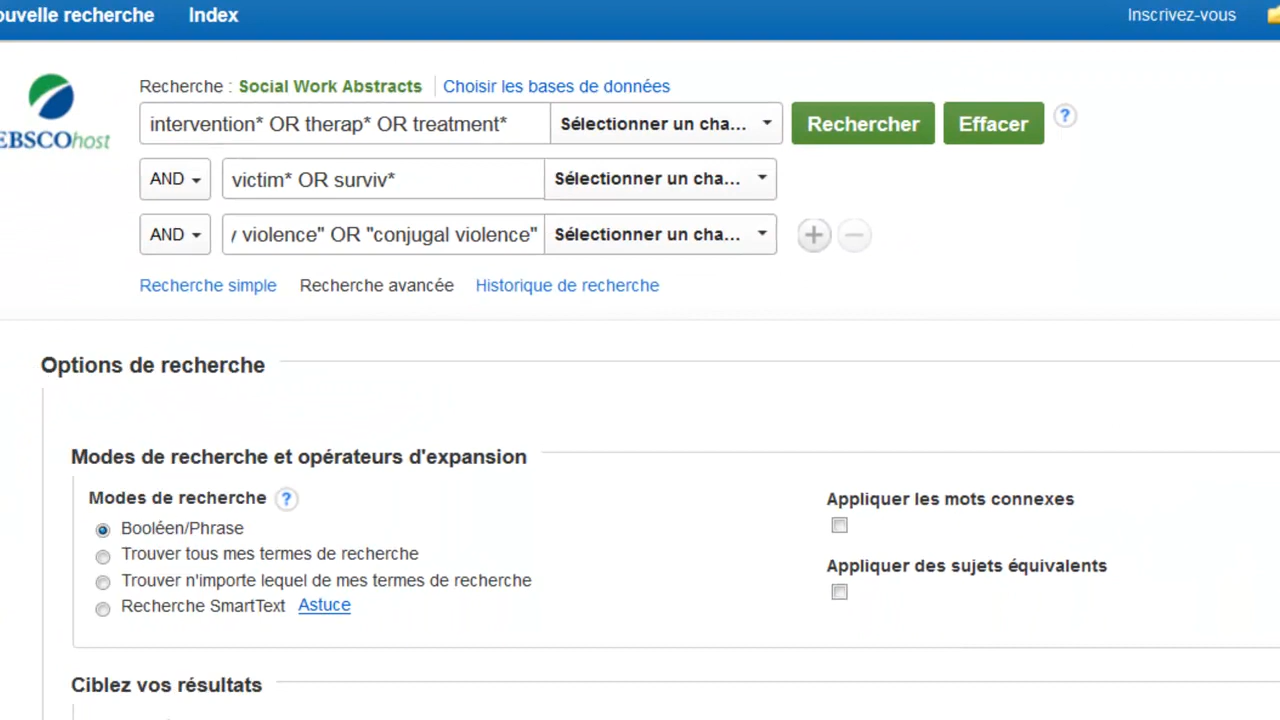 ouvelle recherche Index Inscrivez-vous
Recherche : Social Work Abstracts Choisir les bases de données
intervention* OR therap* OR treatment* Sélectionner un cha... Rechercher Effacer ?
EBSCOhost
AND victim* OR surviv* Sélectionner un cha...
AND y violence" OR "conjugal violence" Sélectionner un cha...
Recherche simple Recherche avancée Historique de recherche
Options de recherche
Modes de recherche et opérateurs d'expansion
Modes de recherche ?
Booléen/Phrase
Trouver tous mes termes de recherche
Trouver n'importe lequel de mes termes de recherche
Recherche SmartText Astuce
Appliquer les mots connexes
Appliquer des sujets équivalents
Ciblez vos résultats